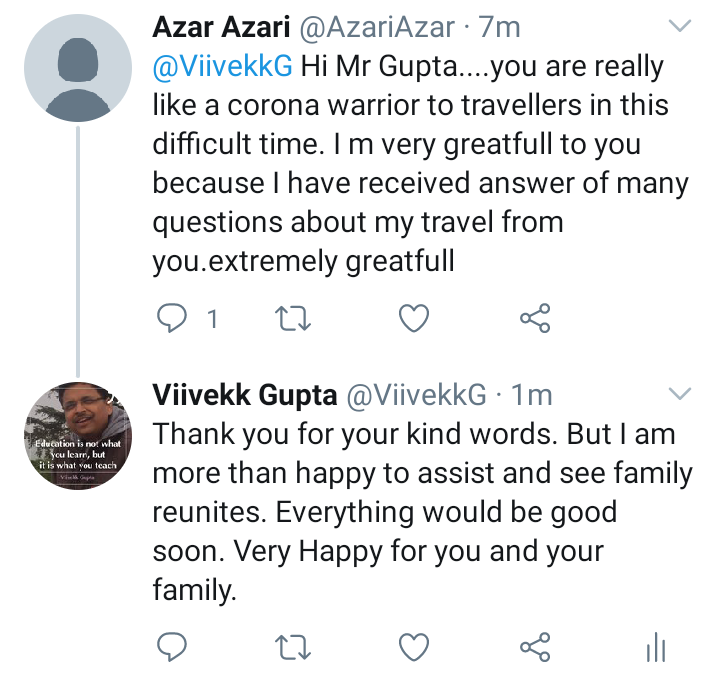 Azar Azari @AzariAzar · 7m
@ViivekkG Hi Mr Gupta....you are really
like a corona warrior to travellers in this
difficult time. I m very greatfull to you
because I have received answer of many
questions about my travel from
you.extremely greatfull
1
Viivekk Gupta @ViivekkG · 1m
Thank you for your kind words. But I am
more than happy to assist and see family
reunites. Everything would be good
soon. Very Happy for you and your
family.
Education is not what
you learn, but
it is what you teach
Viivekk Gupta